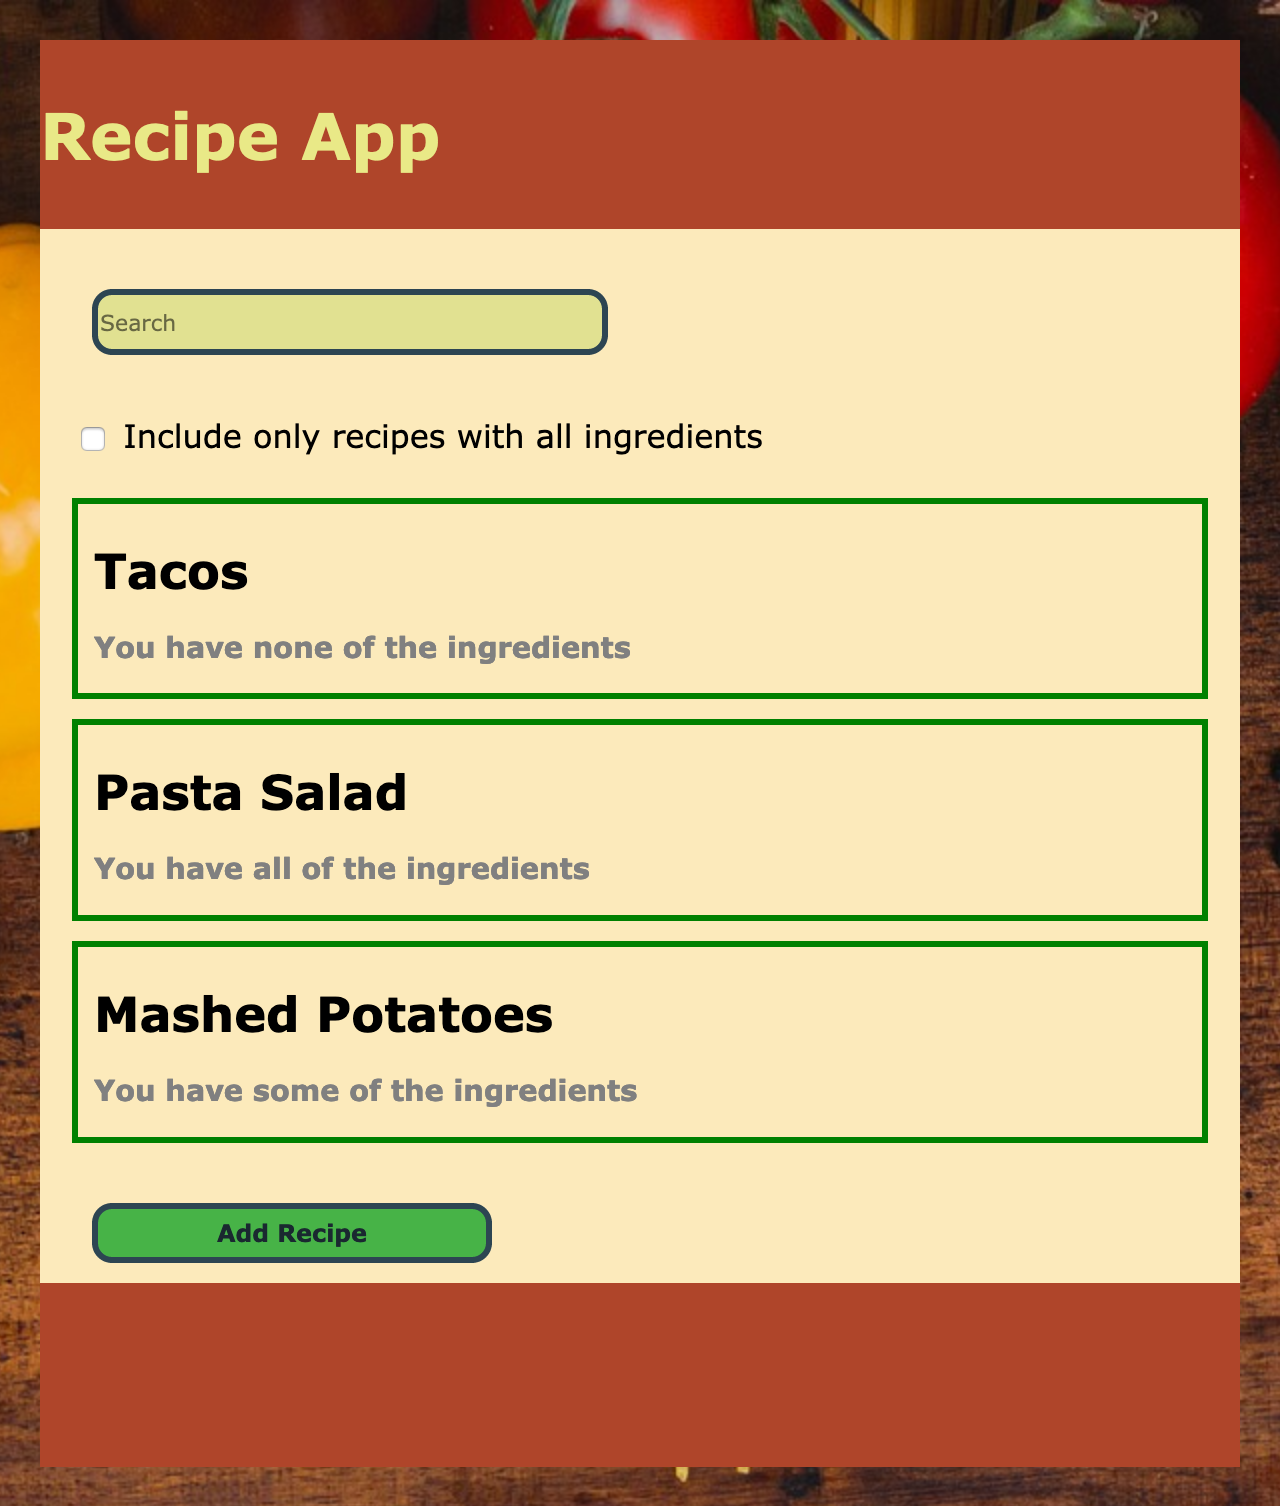 Recipe App
Search
Include only recipes with all ingredients
Tacos
You have none of the ingredients
Pasta Salad
You have all of the ingredients
Mashed Potatoes
You have some of the ingredients
Add Recipe